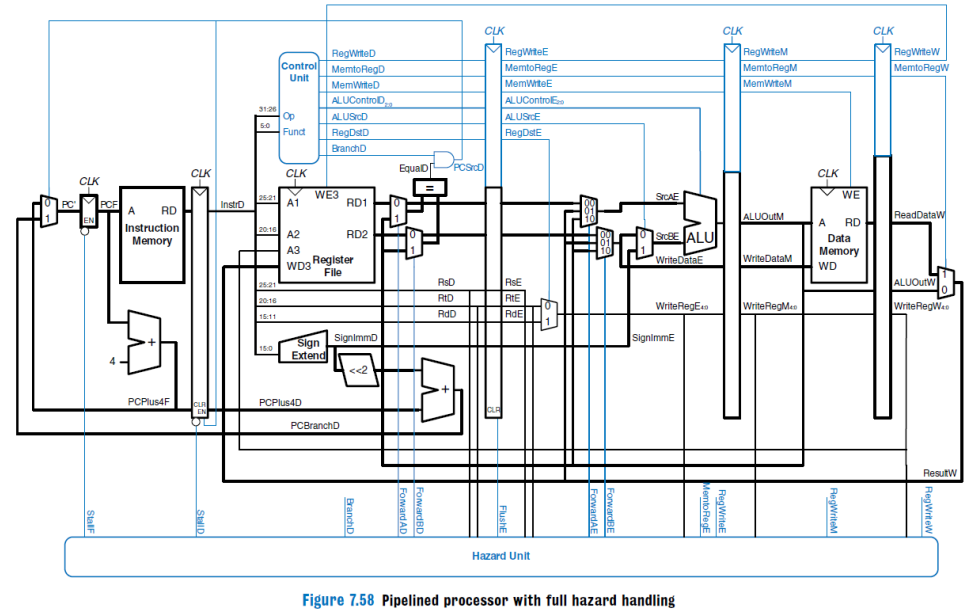 CLK
CLK
CLK
RegWriteD
RegWriteE
RegWriteM
RegWriteW
Control
Unit
MemtoRegD
MemtoRegE
MemtoRegM
MemtoRegW
MemWriteD
MemWriteE
MemWriteM
31:26
Op
ALUControlD2:0
ALUControlE2:0
5:0
Funct
ALUSrcD
ALUSrcE
RegDstD
RegDstE
BranchD
PCSrcD
EqualD
CLK
CLK
CLK
=
0
1
PC'
EN
PCF
A
RD
Instruction
Memory
InstrD
25:21
A1
WE3
RD1
0
1
00
01
10
SrcAE
ALU
ALUOutM
WE
A
RD
Data
Memory
WD
ReadDataW
20:16
A2
A3
WD3
RD2
Register
File
0
1
00
01
10
0
1
SrcBE
WriteDataE
WriteDataM
ALUOutW
1
0
25:21
RsD
RsE
20:16
RtD
RtE
15:11
RdD
RdE
0
1
WriteRegE4:0
WriteRegM4:0
WriteRegW4:0
+
4
15:0
Sign
Extend
SignImmD
SignImmE
<<2
+
PCPlus4F
CLR
EN
PCPlus4D
CLR
PCBranchD
ResultW
StallF
StallD
BranchD
ForwardAD
ForwardBD
FlushE
ForwardAE
ForwardBE
MemtoRegE
RegWriteE
RegWriteM
RegWriteW
Hazard Unit
Figure 7.58 Pipelined processor with full hazard handling